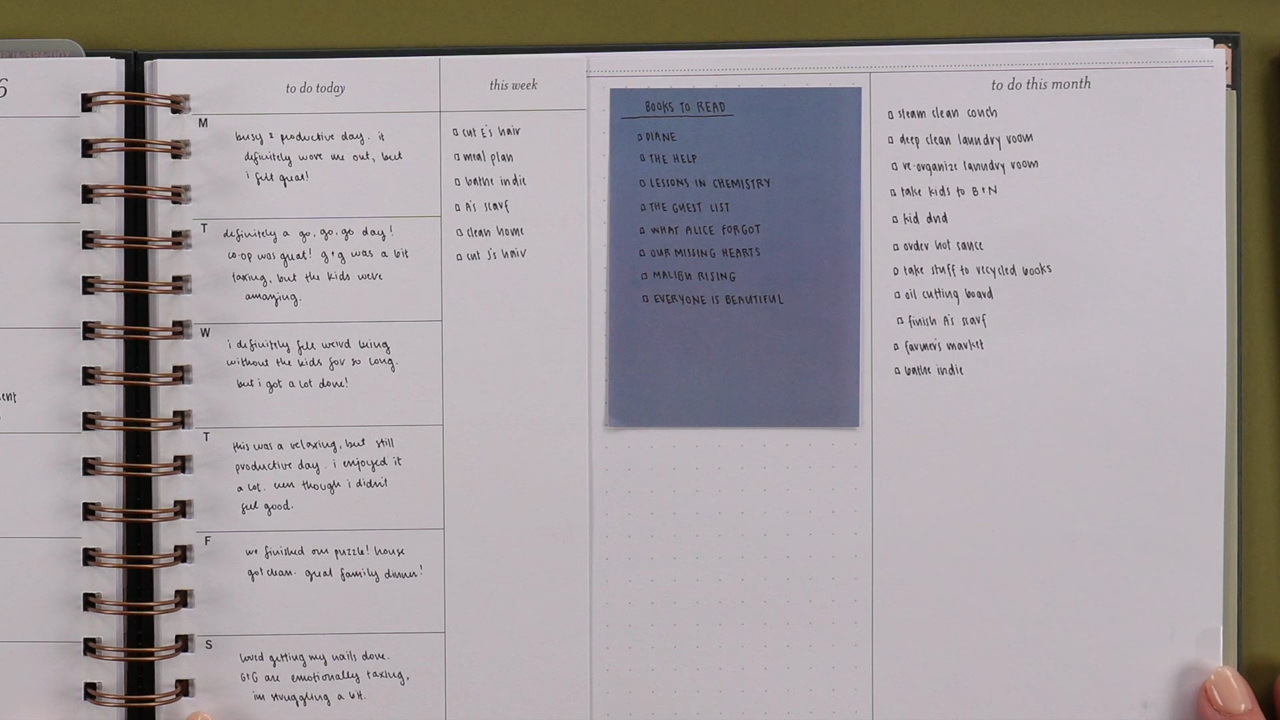 6
to do today
M
busy & productive day. it
definitely wore me out, but
i felt great!
T
definitely a go, go, go day!
co-op was great! g+g was a bit
taxing, but the kids were
amazing.
W
i definitely felt weird being
without the kids for so long.
but i got a lot done!
T
this was a relaxing, but still
productive day. i enjoyed it
a lot. even though i didn't
feel good.
F
we finished our puzzle! house
got clean. great family dinner!
S
loved getting my nails done.
G+G are emotionally taxing,
im struggling a bit.
this week
cut E's hair
meal plan
bathe indie
A's scarf
clean home
cut J's hair
BOOKS TO READ
DIANE
THE HELP
LESSONS IN CHEMISTRY
THE GUEST LIST
WHAT ALICE FORGOT
OUR MISSING HEARTS
MALIBU RISING
EVERYONE IS BEAUTIFUL
to do this month
steam clean couch
deep clean laundry room
re-organize laundry room
take kids to B+N
kid dnd
order hot sauce
take stuff to recycled books
oil cutting board
finish A's scarf
farmer's market
bathe indie